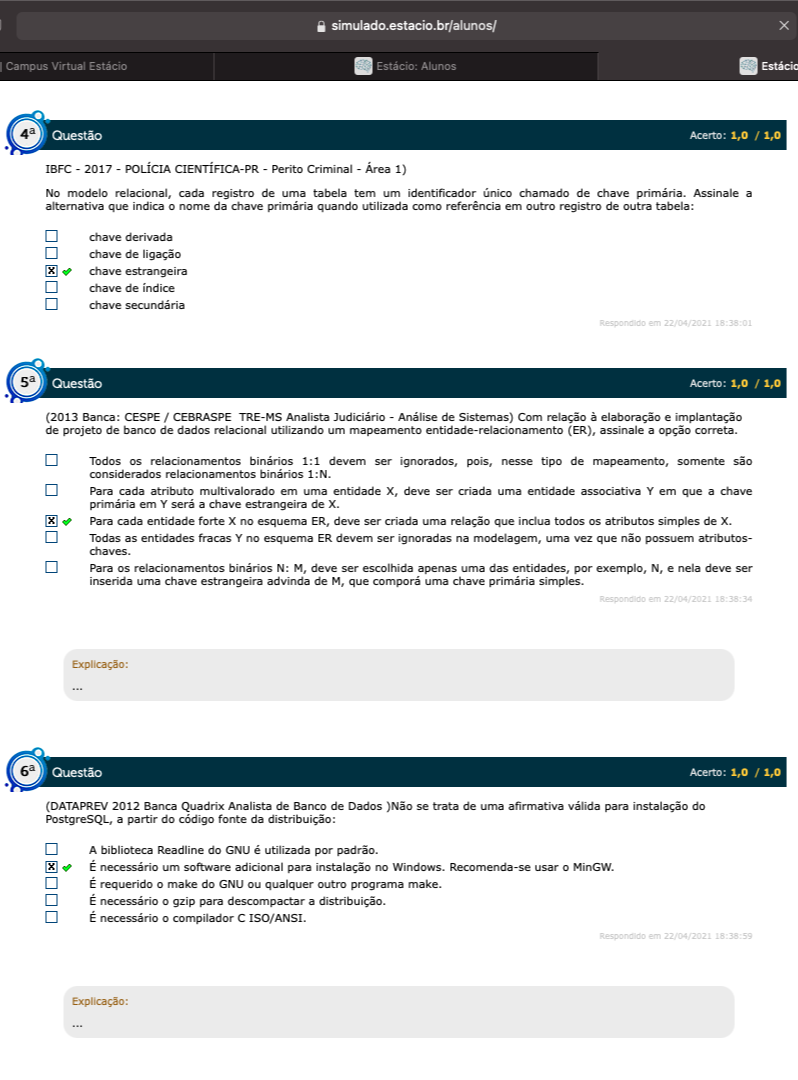 simulado.estacio.br/alunos/
| Campus Virtual Estácio
Estácio: Alunos
Estácio
4ª Questão
Acerto: 1,0 / 1,0
IBFC - 2017 - POLÍCIA CIENTÍFICA-PR - Perito Criminal - Área 1)
No modelo relacional, cada registro de uma tabela tem um identificador único chamado de chave primária. Assinale a
alternativa que indica o nome da chave primária quando utilizada como referência em outro registro de outra tabela:
chave derivada
chave de ligação
X chave estrangeira
chave de índice
chave secundária
Respondido em 22/04/2021 18:38:01
5ª Questão
Acerto: 1,0 / 1,0
(2013 Banca: CESPE / CEBRASPE TRE-MS Analista Judiciário - Análise de Sistemas) Com relação à elaboração e implantação
de projeto de banco de dados relacional utilizando um mapeamento entidade-relacionamento (ER), assinale a opção correta.
Todos os relacionamentos binários 1:1 devem ser ignorados, pois, nesse tipo de mapeamento, somente são
considerados relacionamentos binários 1:N.
Para cada atributo multivalorado em uma entidade X, deve ser criada uma entidade associativa Y em que a chave
primária em Y será a chave estrangeira de X.
X Para cada entidade forte X no esquema ER, deve ser criada uma relação que inclua todos os atributos simples de X.
Todas as entidades fracas Y no esquema ER devem ser ignoradas na modelagem, uma vez que não possuem atributos-
chaves.
Para os relacionamentos binários N: M, deve ser escolhida apenas uma das entidades, por exemplo, N, e nela deve ser
inserida uma chave estrangeira advinda de M, que comporá uma chave primária simples.
Respondido em 22/04/2021 18:38:34
Explicação:
...
6ª Questão
Acerto: 1,0 / 1,0
(DATAPREV 2012 Banca Quadrix Analista de Banco de Dados )Não se trata de uma afirmativa válida para instalação do
PostgreSQL, a partir do código fonte da distribuição:
A biblioteca Readline do GNU é utilizada por padrão.
X É necessário um software adicional para instalação no Windows. Recomenda-se usar o MinGW.
É requerido o make do GNU ou qualquer outro programa make.
É necessário o gzip para descompactar a distribuição.
É necessário o compilador C ISO/ANSI.
Respondido em 22/04/2021 18:38:59
Explicação:
...